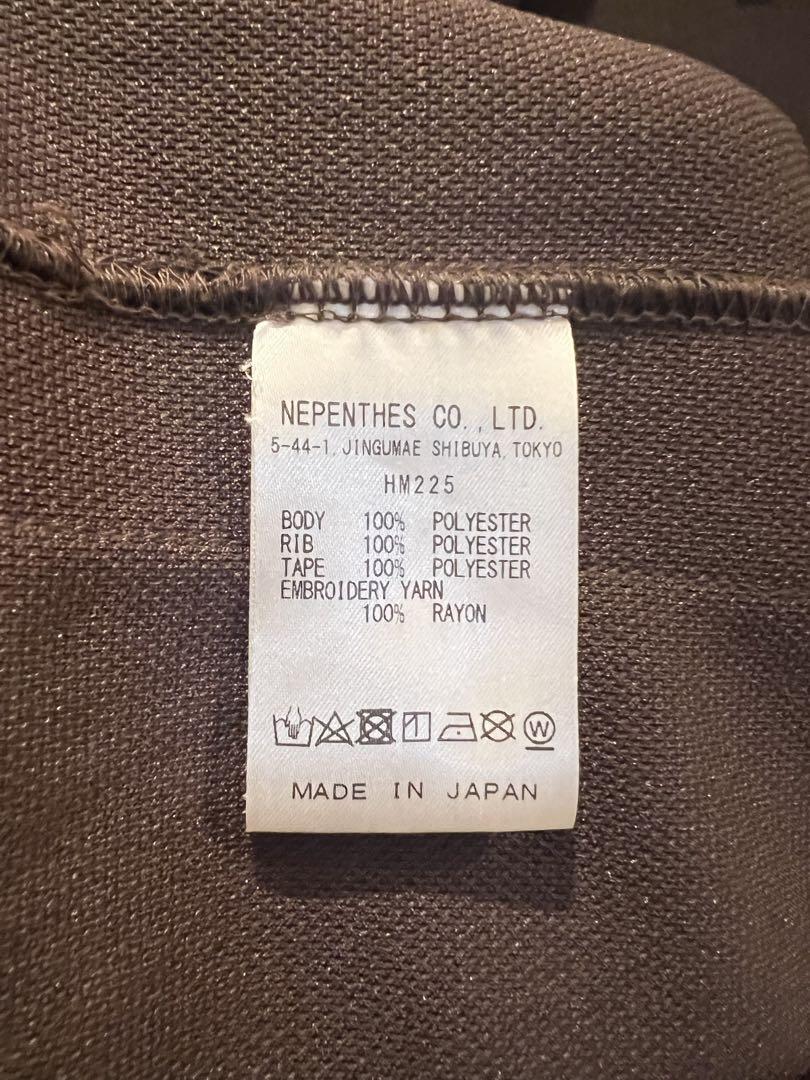 NEPENTHES CO.,LTD.
5-44-1, JINGUMAE SHIBUYA, TOKYO
HM225
BODY 100% POLYESTER
RIB 100% POLYESTER
TAPE 100% POLYESTER
EMBROIDERY YARN
100% RAYON
W
MADE IN JAPAN